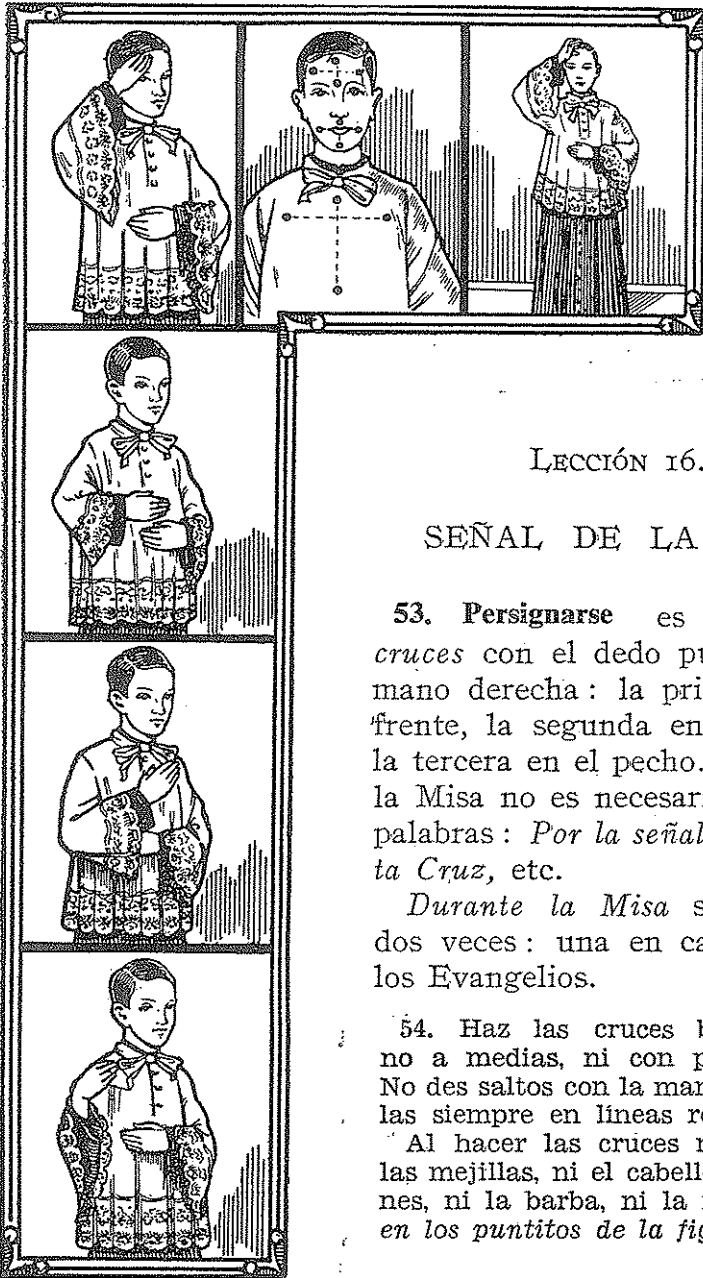 LECCIÓN 16.
SEÑAL DE LA
53. Persignarse es
cruces con el dedo pu
mano derecha: la pri
frente, la segunda en
la tercera en el pecho.
la Misa no es necesari
palabras: Por la señal
ta Cruz, etc.
Durante la Misa s
dos veces: una en ca
los Evangelios.
54. Haz las cruces b
no a medias, ni con p
No des saltos con la man
las siempre en líneas re
Al hacer las cruces n
las mejillas, ni el cabell
nes, ni la barba, ni la
en los puntitos de la fig